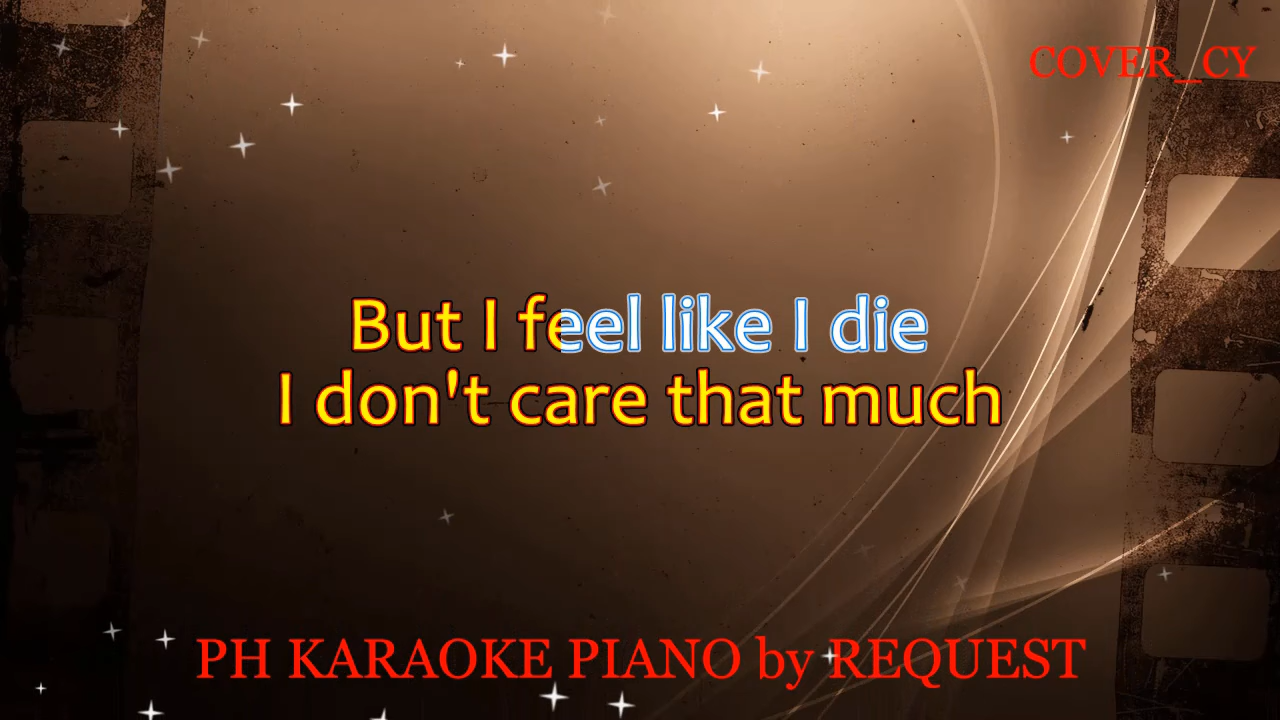 COVER_CY
But I feel like I die
I don't care that much
PH KARAOKE PIANO by REQUEST